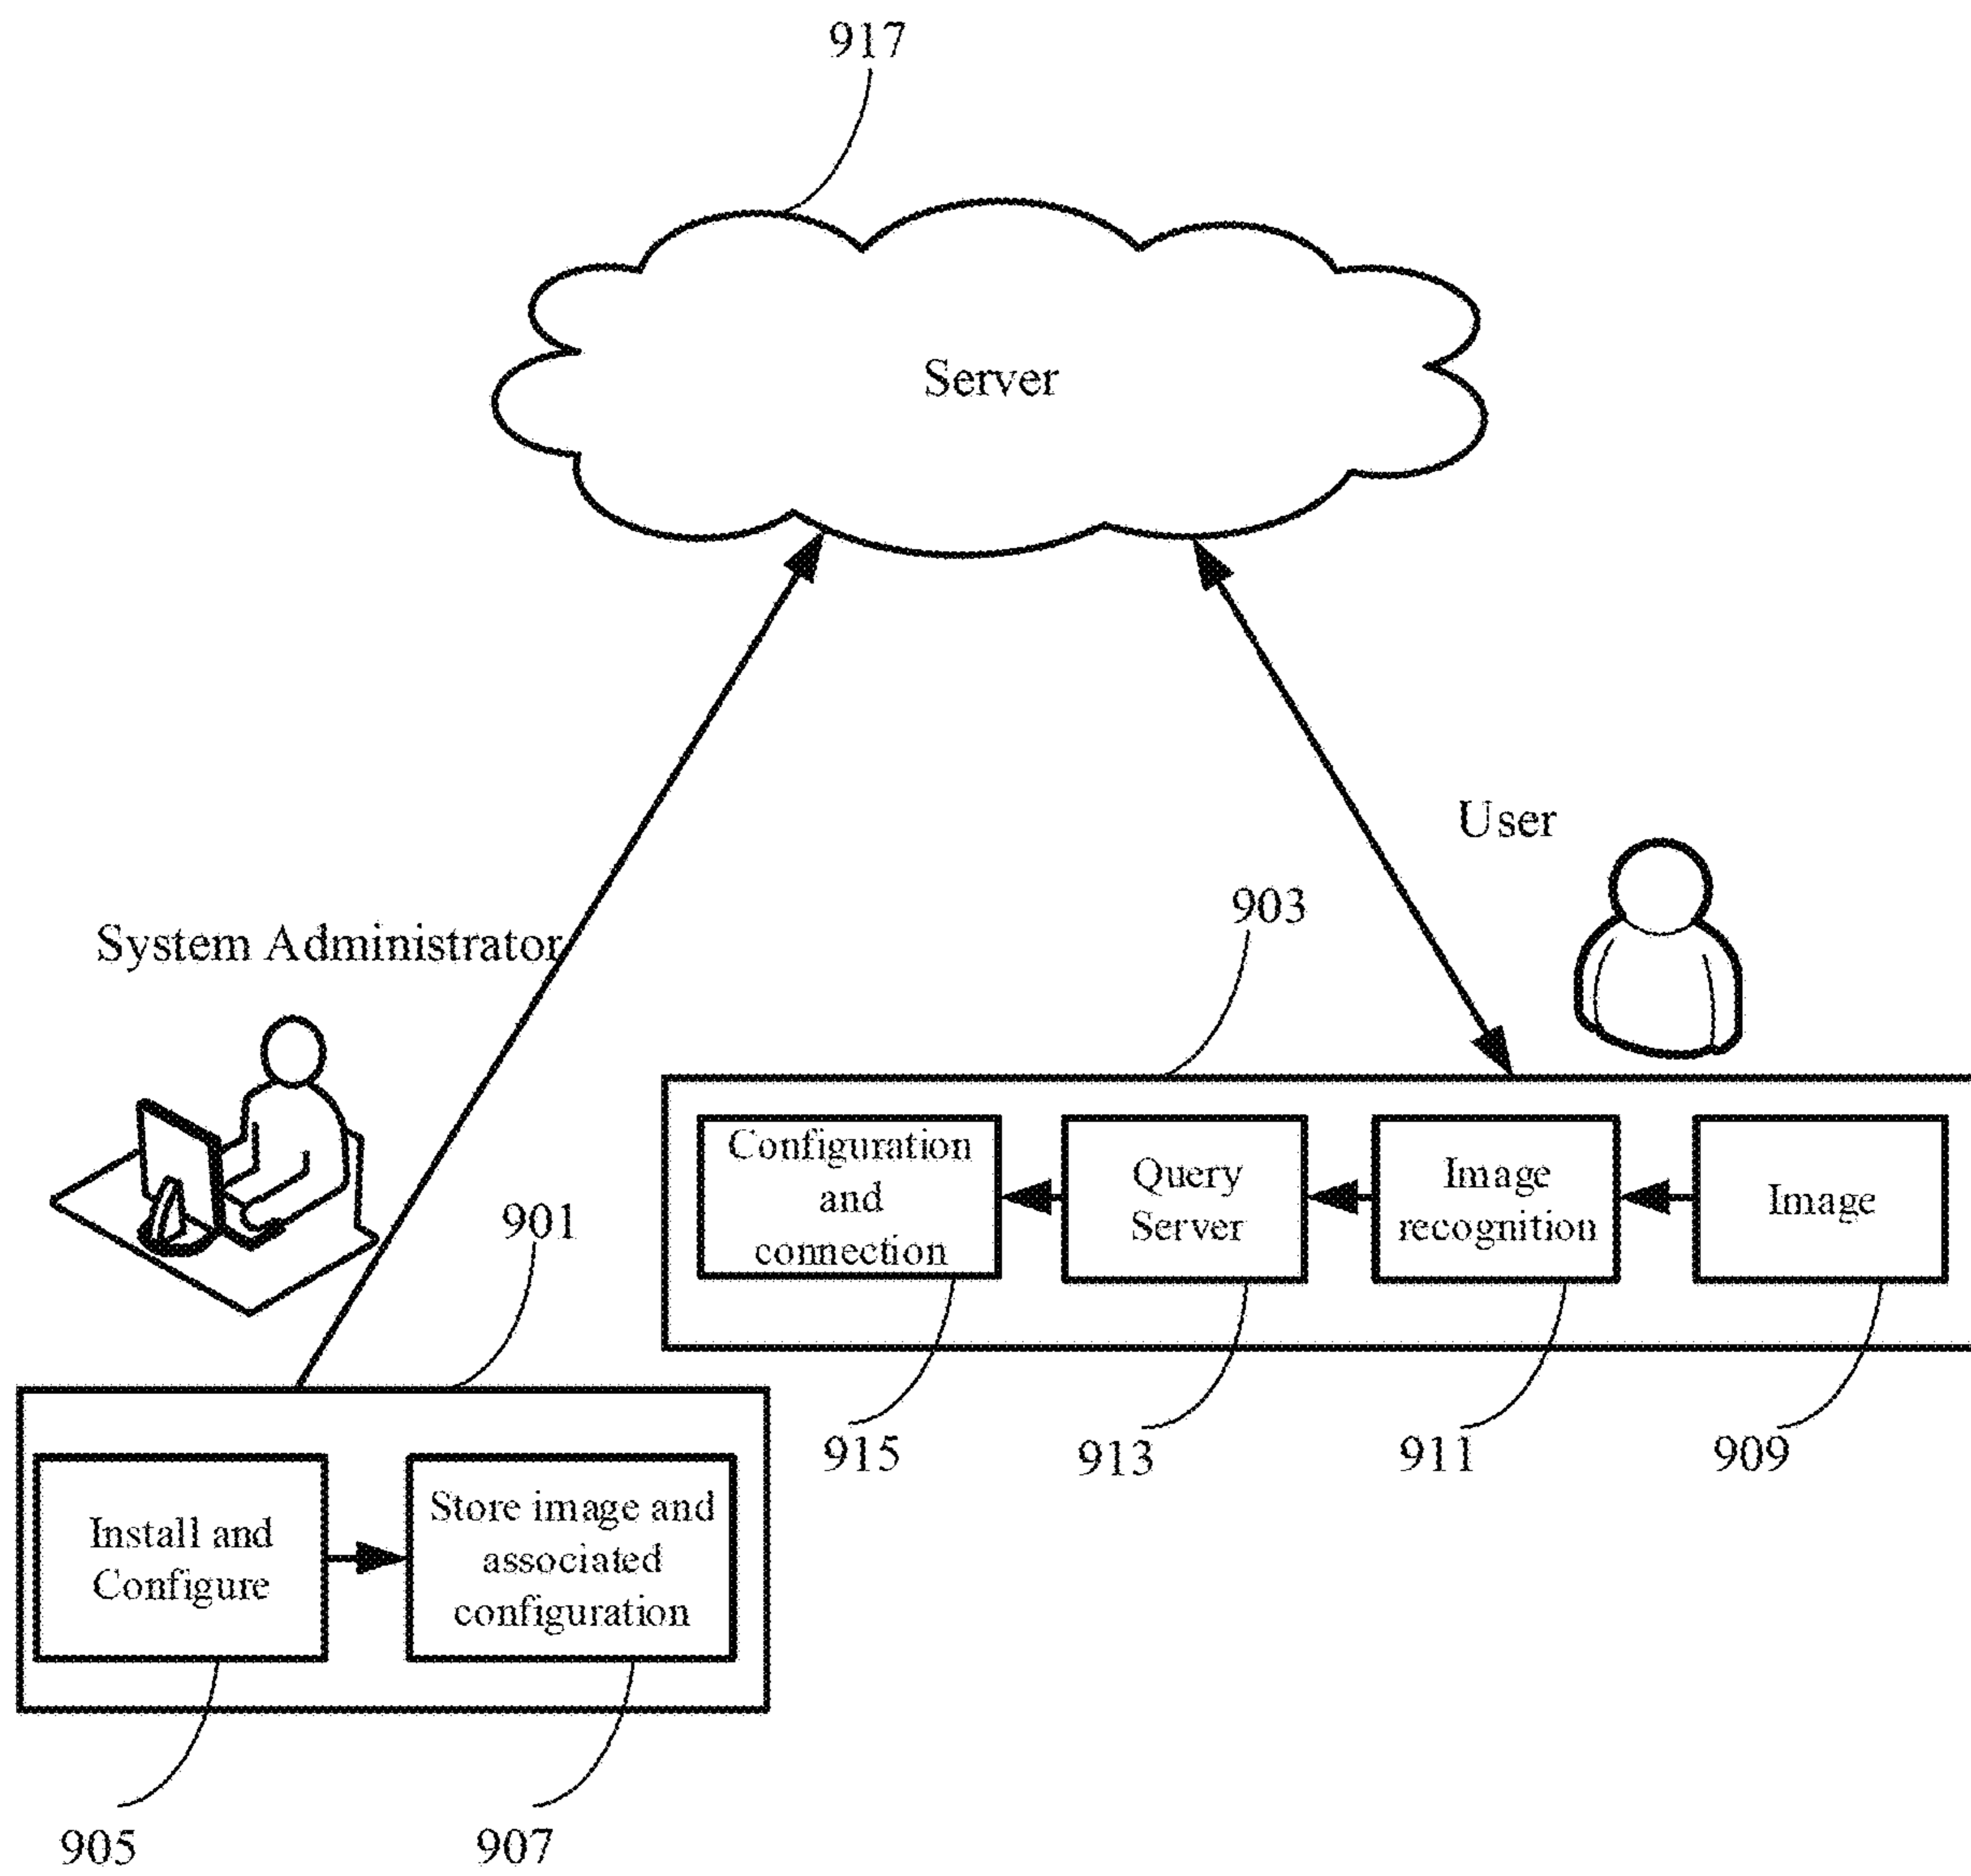 917
Server
User
903
System Administrator
Configuration
and
connection
Query
Server
Image
recognition
Image
901
915
913
911
909
Install and
Configure
Store image and
associated
configuration
905
907